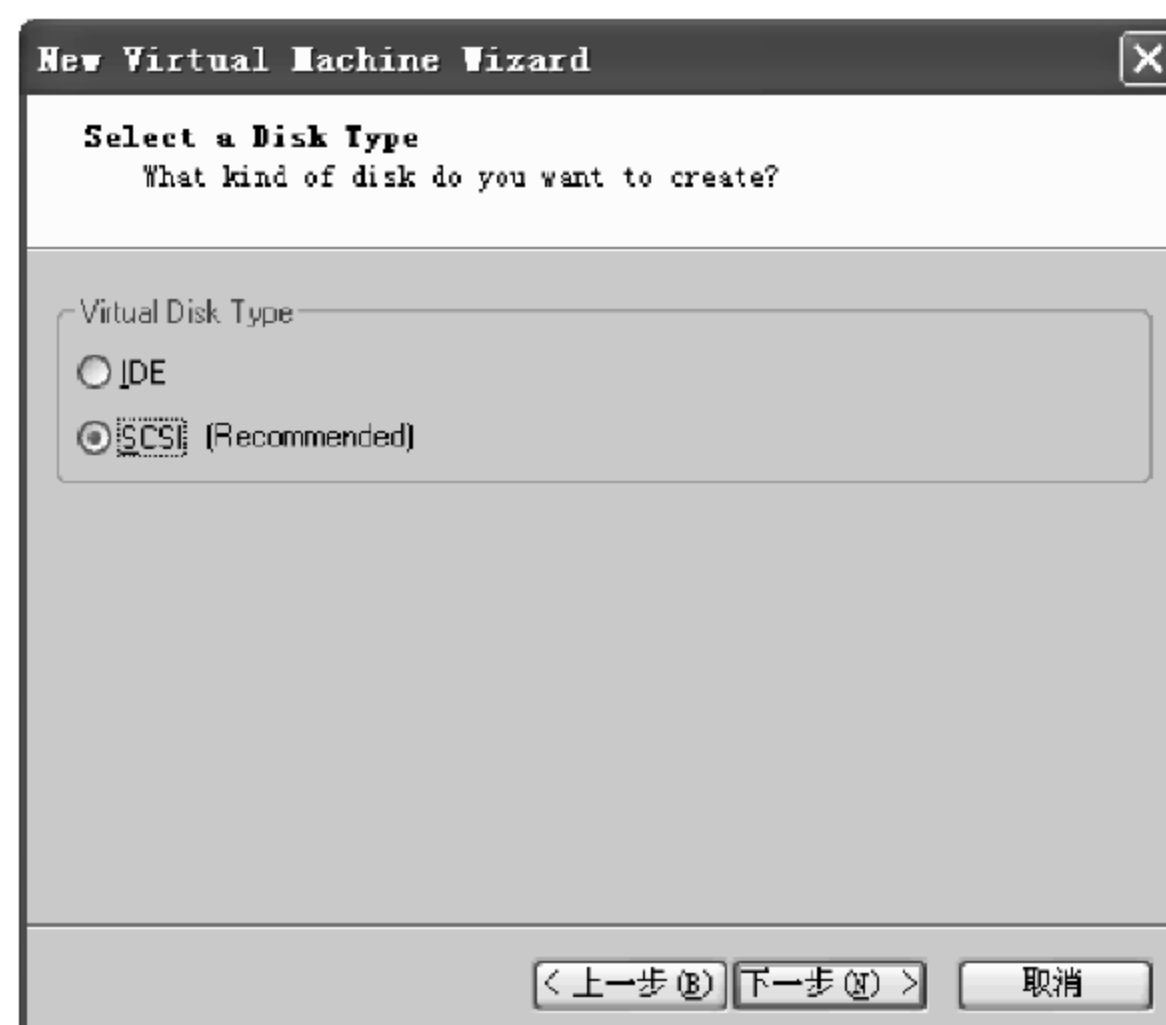 New Virtual Machine Wizard
Select a Disk Type
What kind of disk do you want to create?
Virtual Disk Type
IDE
SCSI (Recommended)
< 上一步(B) 下一步(N) > 取消